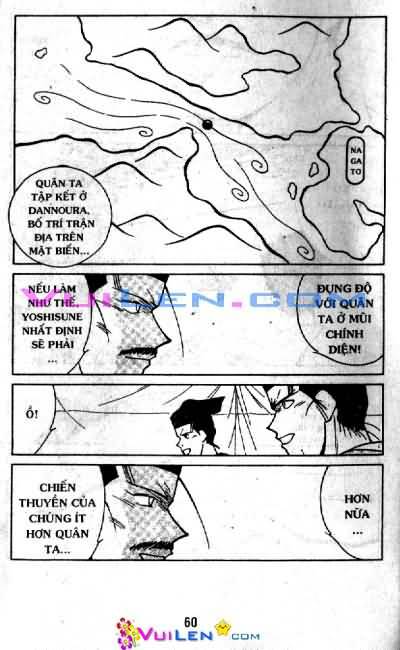 NA
GA
TO
QUÂN TA
TẬP KẾT Ở
DANNOURA,
BỐ TRÍ TRẬN
ĐỊA TRÊN
MẶT BIỂN...
NẾU LÀM
NHƯ THẾ,
YOSHISUNE
NHẤT ĐỊNH
SẼ PHẢI
...
ĐỤNG ĐỘ
VỚI QUÂN
TA Ở MŨI
CHÍNH
DIỆN!
VUILEN.COM
Ồ!
CHIẾN
THUYỀN CỦA
CHÚNG ÍT
HƠN QUÂN
TA...
HƠN
NỮA
...
60
VUILEN.COM